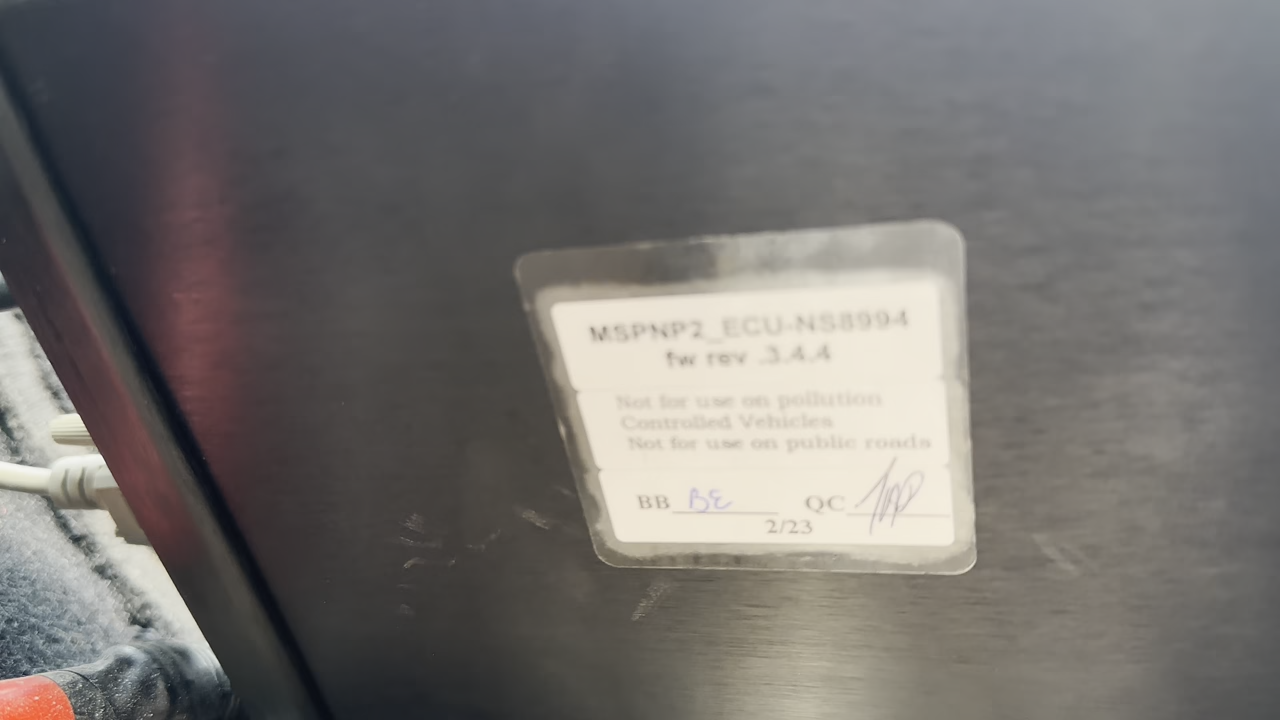 MSPNP2_ECU-NS8994
fw rev .3.4.4
Not for use on pollution
Controlled Vehicles
Not for use on public roads
BB BE QC
2/23